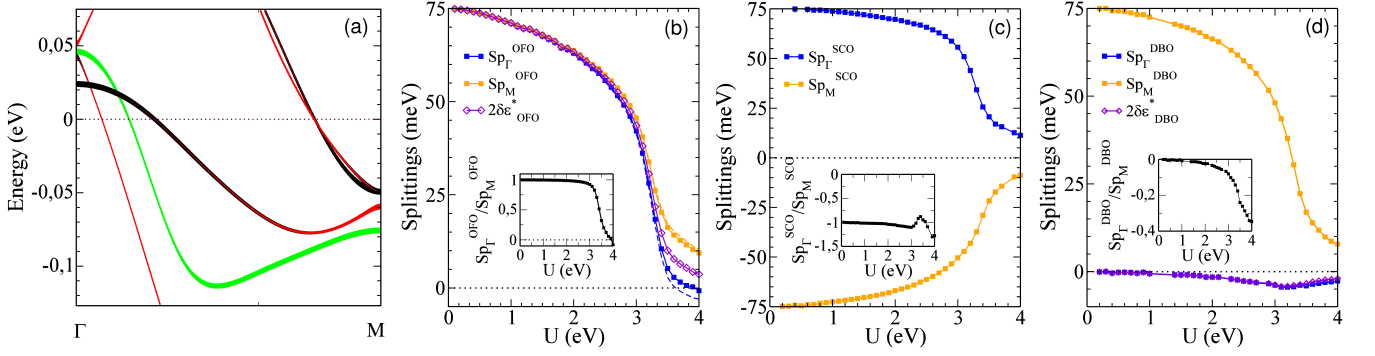 (a)
Energy (eV)
0,05
0
-0,05
-0,1
Γ
M
(b)
Splittings (meV)
75
50
25
0
Sp_Γ^OFO
Sp_M^OFO
2δε^*_OFO
Sp_Γ^OFO/Sp_M^OFO
1
0,5
0
0 1 2 3 4
U (eV)
0 1 2 3 4
U (eV)
(c)
Splittings (meV)
75
50
25
0
-25
-50
-75
Sp_Γ^SCO
Sp_M^SCO
Sp_Γ^SCO/Sp_M^SCO
0
-0,5
-1
-1,5
0 1 2 3 4
U (eV)
0 1 2 3 4
U (eV)
(d)
Splittings (meV)
75
50
25
0
Sp_Γ^DBO
Sp_M^DBO
2δε^*_DBO
Sp_Γ^DBO/Sp_M^DBO
0
-0,2
-0,4
0 1 2 3 4
U (eV)
0 1 2 3 4
U (eV)